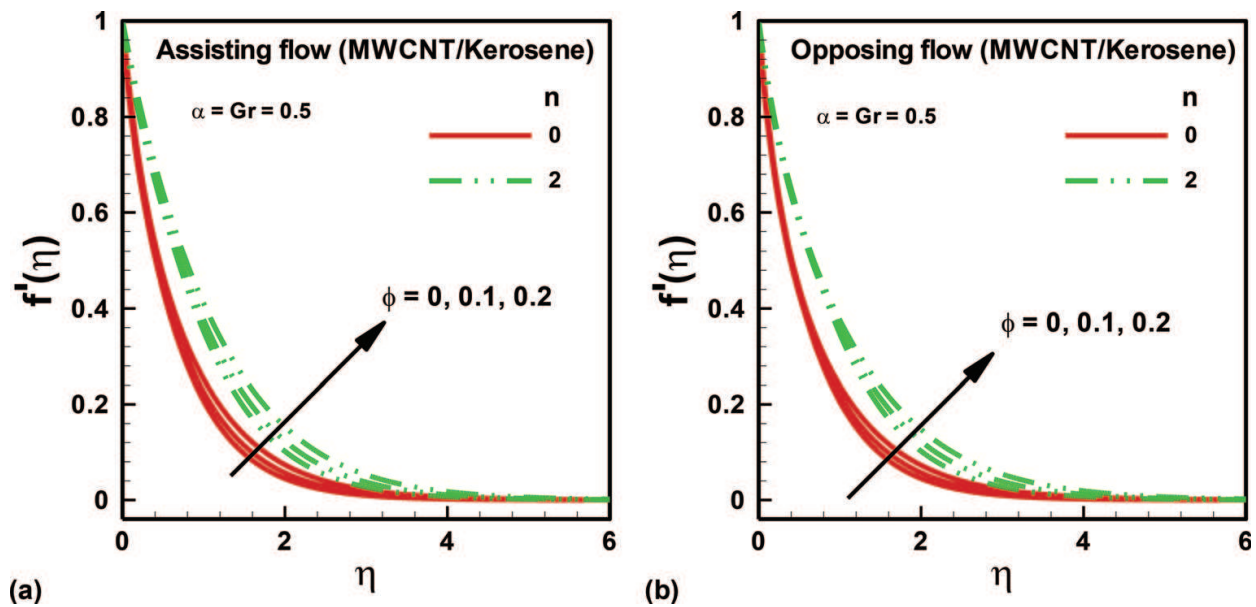 Assisting flow (MWCNT/Kerosene)
α = Gr = 0.5
n
0
2
ϕ = 0, 0.1, 0.2
f'(η)
1
0.8
0.6
0.4
0.2
0
0 2 4 6
η
(a)
Opposing flow (MWCNT/Kerosene)
α = Gr = 0.5
n
0
2
ϕ = 0, 0.1, 0.2
f'(η)
1
0.8
0.6
0.4
0.2
0
0 2 4 6
η
(b)